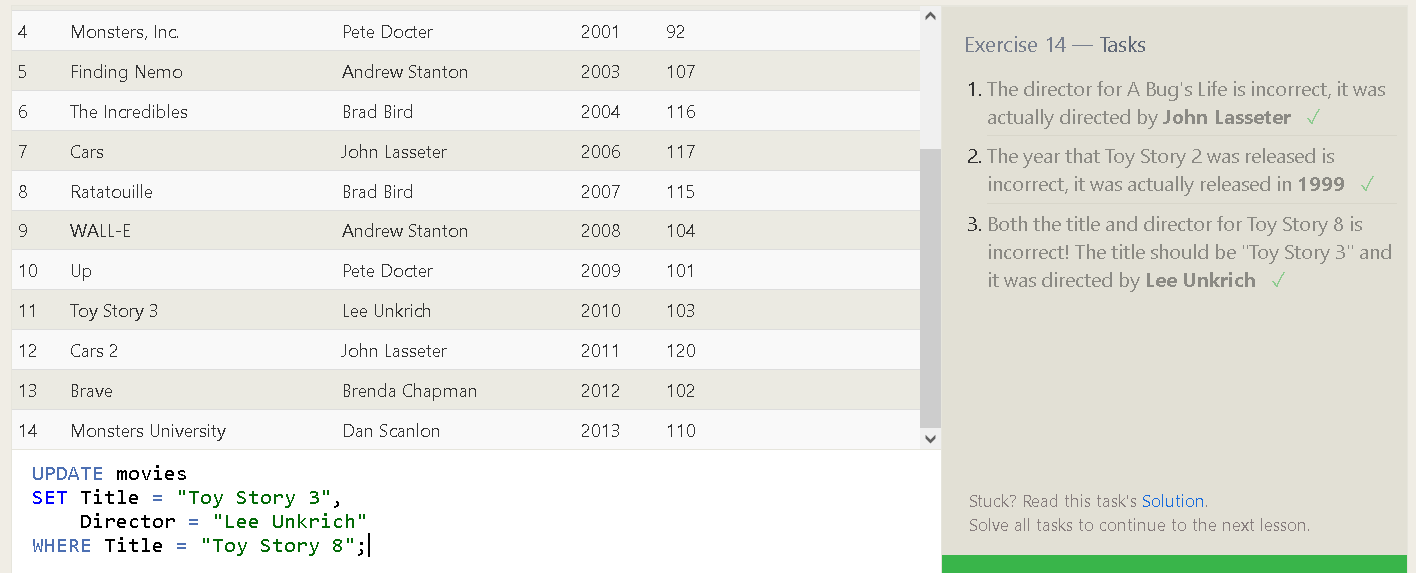 4 Monsters, Inc. Pete Docter 2001 92
5 Finding Nemo Andrew Stanton 2003 107
6 The Incredibles Brad Bird 2004 116
7 Cars John Lasseter 2006 117
8 Ratatouille Brad Bird 2007 115
9 WALL-E Andrew Stanton 2008 104
10 Up Pete Docter 2009 101
11 Toy Story 3 Lee Unkrich 2010 103
12 Cars 2 John Lasseter 2011 120
13 Brave Brenda Chapman 2012 102
14 Monsters University Dan Scanlon 2013 110
UPDATE movies
SET Title = "Toy Story 3",
    Director = "Lee Unkrich"
WHERE Title = "Toy Story 8";
Exercise 14 — Tasks
1. The director for A Bug's Life is incorrect, it was
actually directed by John Lasseter ✓
2. The year that Toy Story 2 was released is
incorrect, it was actually released in 1999 ✓
3. Both the title and director for Toy Story 8 is
incorrect! The title should be "Toy Story 3" and
it was directed by Lee Unkrich ✓
Stuck? Read this task's Solution.
Solve all tasks to continue to the next lesson.